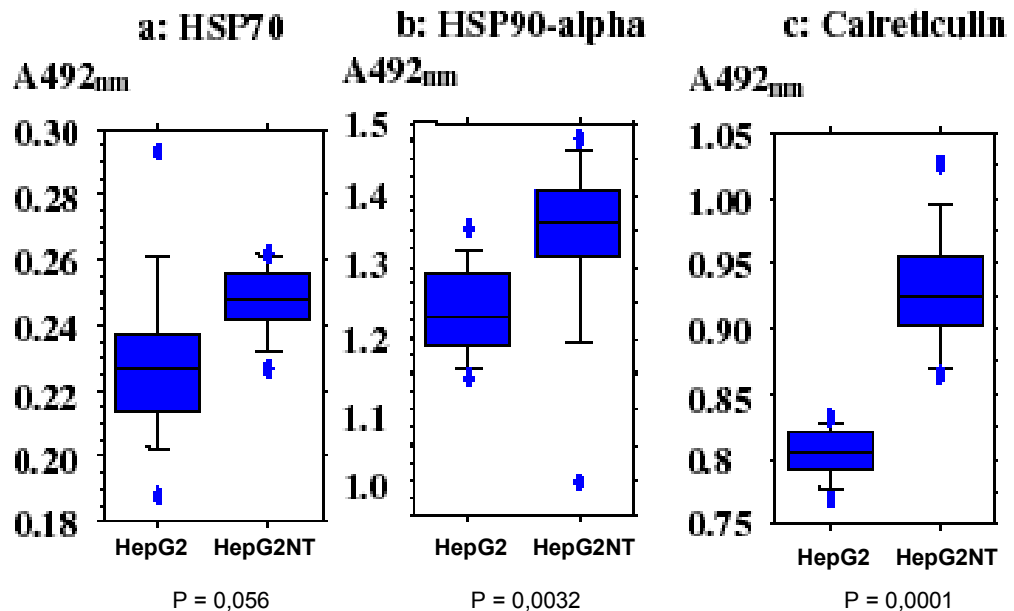 a: HSP70
A492nm
0.30
0.28
0.26
0.24
0.22
0.20
0.18
HepG2 HepG2NT
P = 0,056
b: HSP90-alpha
A492nm
1.5
1.4
1.3
1.2
1.1
1.0
HepG2 HepG2NT
P = 0,0032
c: Calreticulin
A492nm
1.05
1.00
0.95
0.90
0.85
0.8
0.75
HepG2 HepG2NT
P = 0,0001